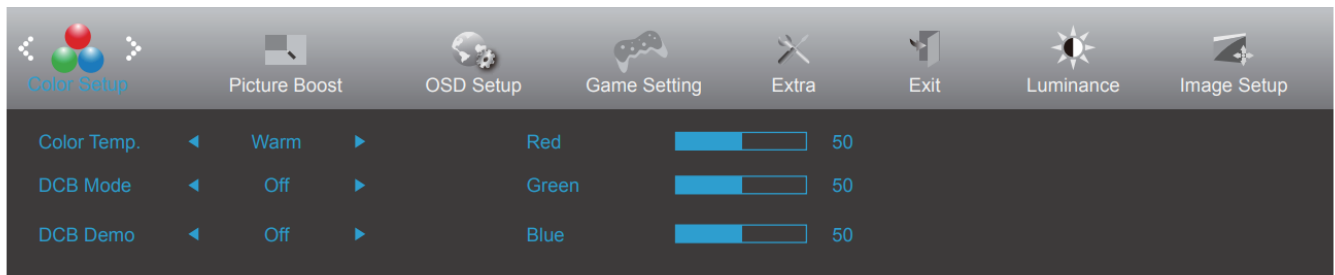 Color Setup Picture Boost OSD Setup Game Setting Extra Exit Luminance Image Setup
Color Temp. Warm Red 50
DCB Mode Off Green 50
DCB Demo Off Blue 50